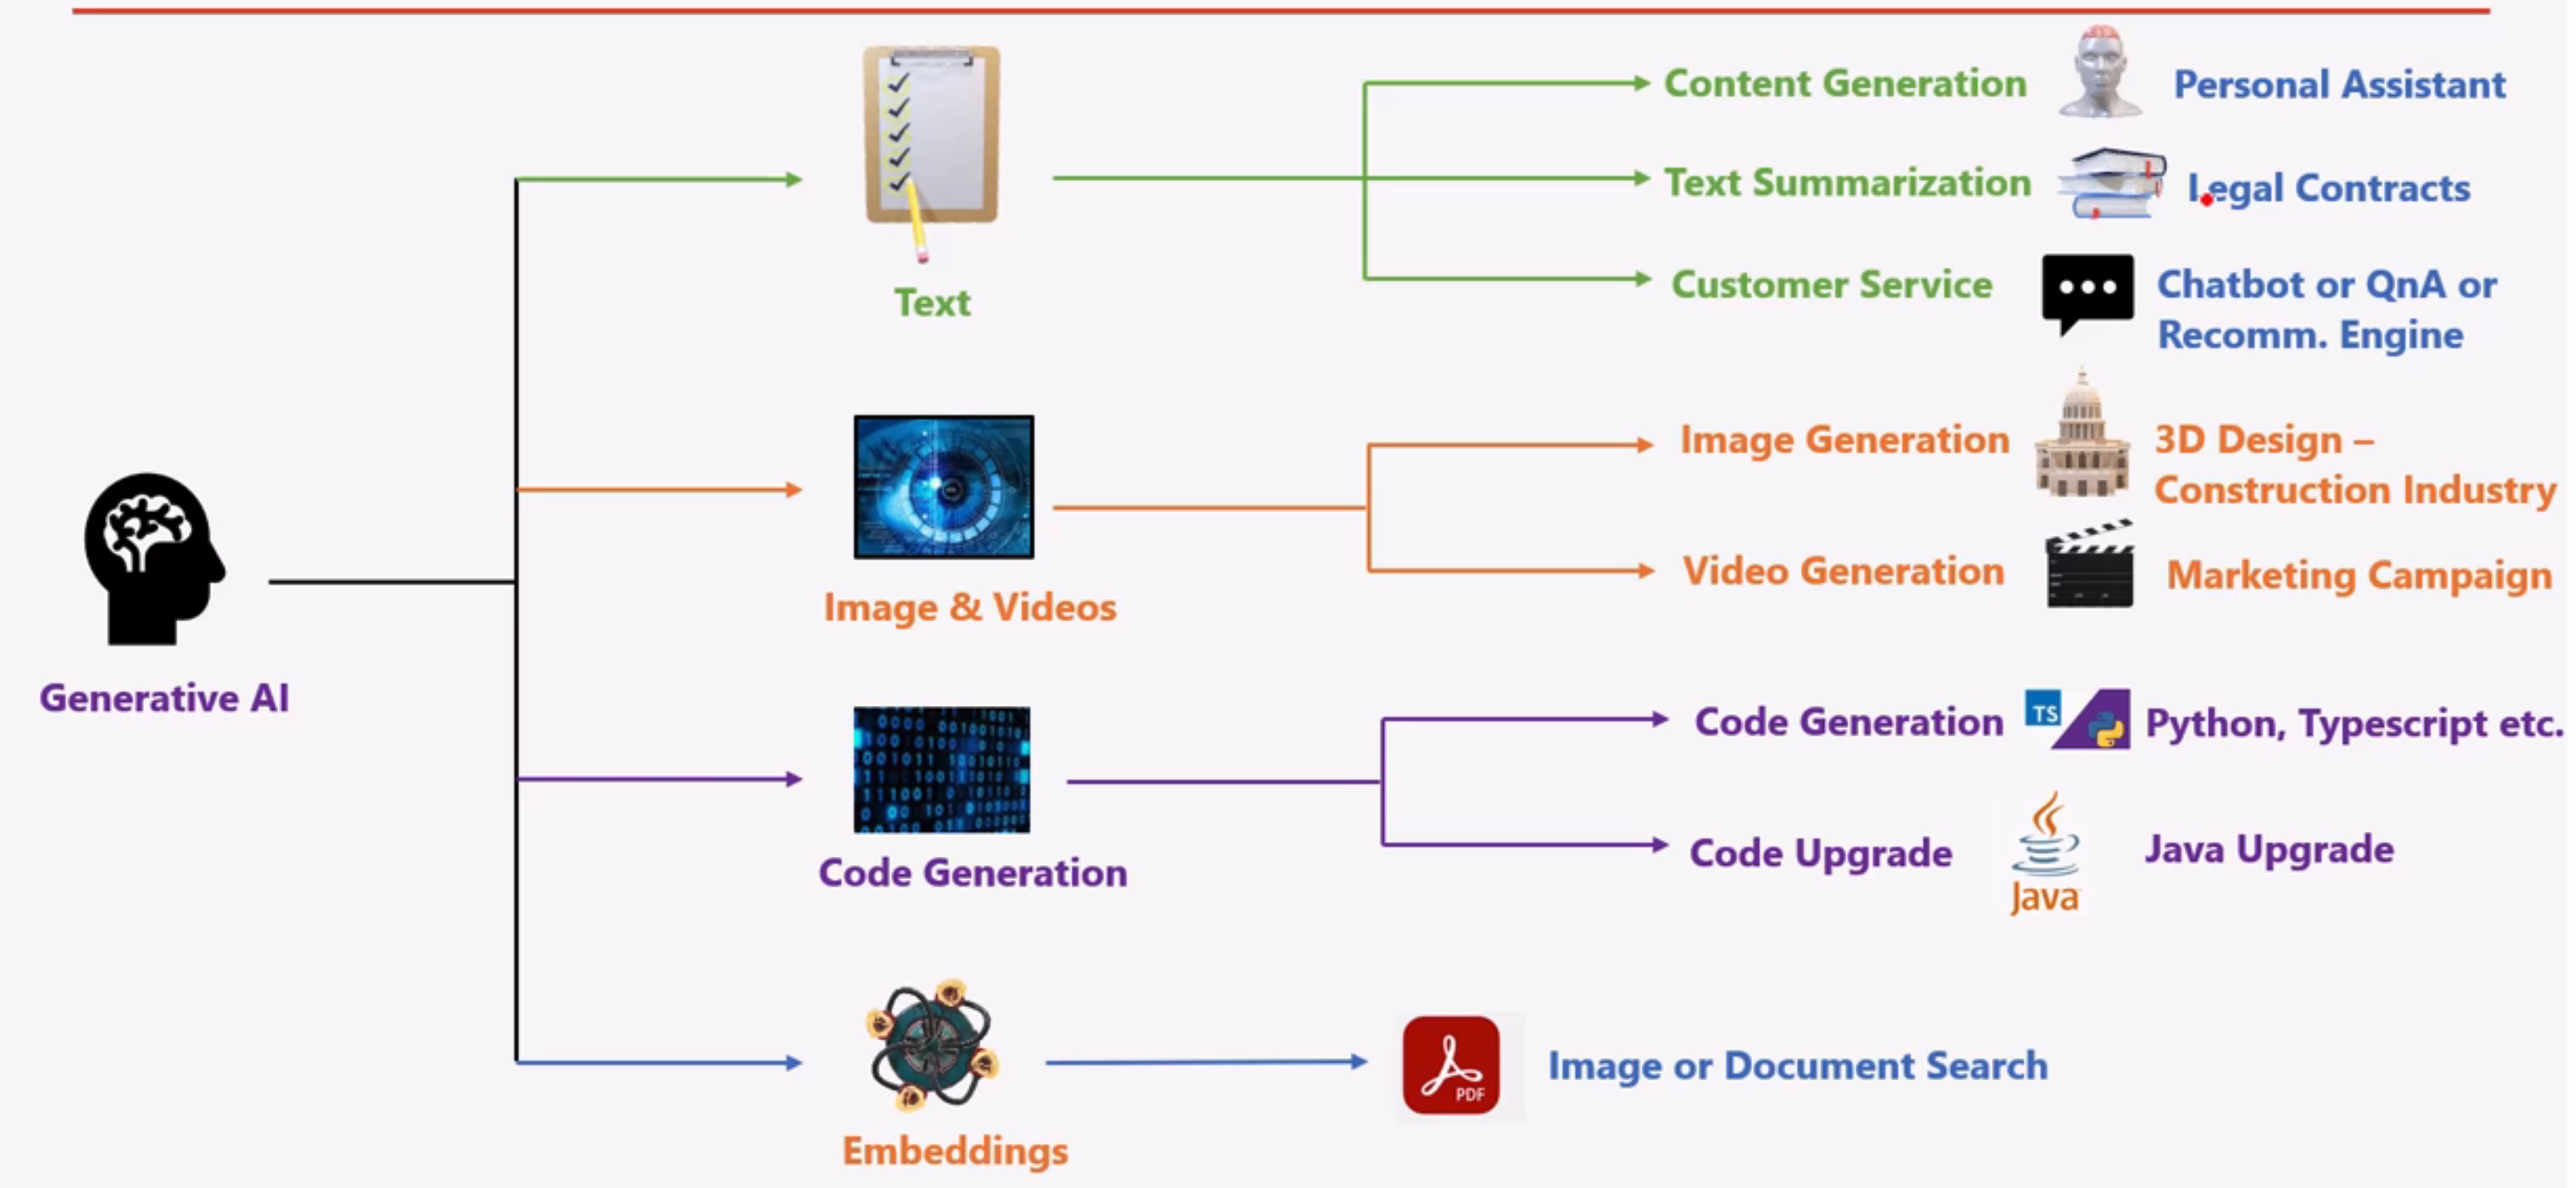 Content Generation
Personal Assistant
Text Summarization
Legal Contracts
Customer Service
Chatbot or QnA or
Recomm. Engine
Text
Image Generation
3D Design –
Construction Industry
Video Generation
Marketing Campaign
Image & Videos
Generative AI
Code Generation
TS
Python, Typescript etc.
Code Upgrade
Java
Java Upgrade
Code Generation
PDF
Image or Document Search
Embeddings